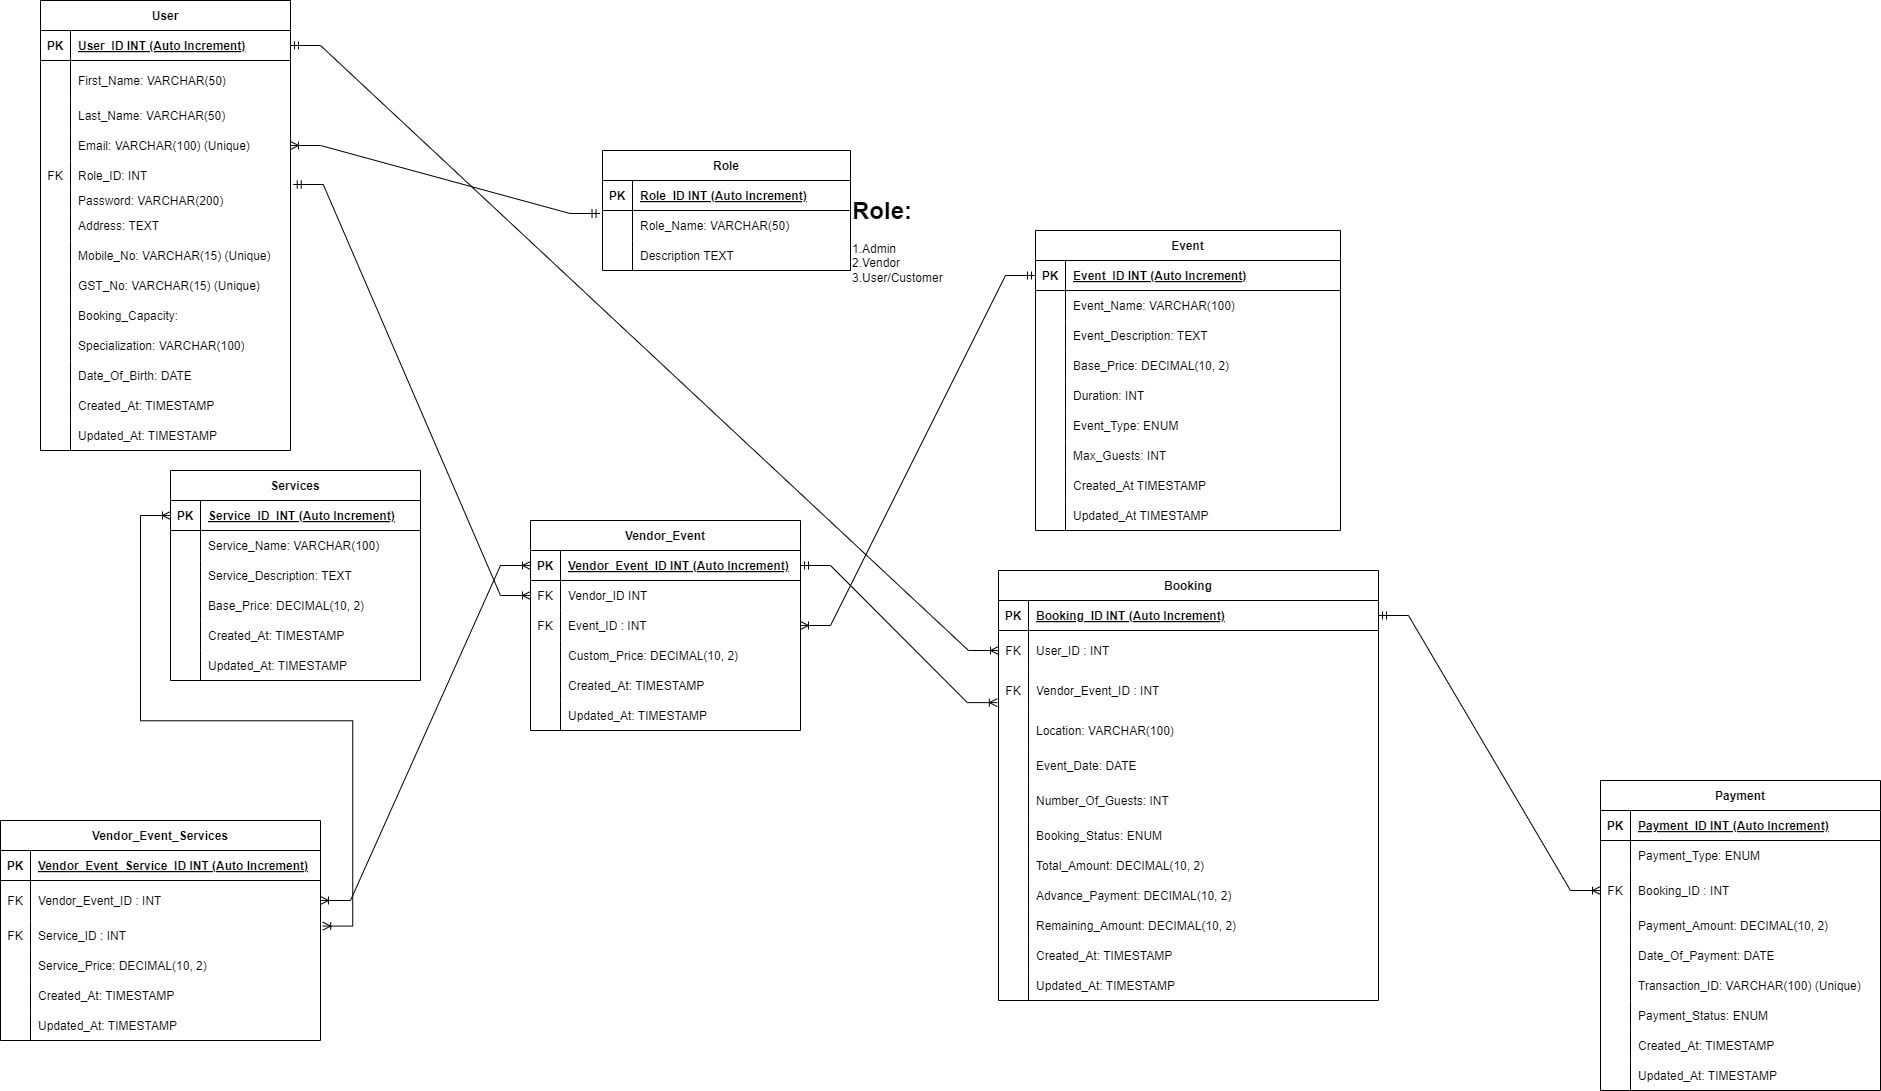 User
PK User_ID INT (Auto Increment)
First_Name: VARCHAR(50)
Last_Name: VARCHAR(50)
Email: VARCHAR(100) (Unique)
FK Role_ID: INT
Password: VARCHAR(200)
Address: TEXT
Mobile_No: VARCHAR(15) (Unique)
GST_No: VARCHAR(15) (Unique)
Booking_Capacity:
Specialization: VARCHAR(100)
Date_Of_Birth: DATE
Created_At: TIMESTAMP
Updated_At: TIMESTAMP
Role
PK Role_ID INT (Auto Increment)
Role_Name: VARCHAR(50)
Description TEXT
Role:
1.Admin
2.Vendor
3.User/Customer
Event
PK Event_ID INT (Auto Increment)
Event_Name: VARCHAR(100)
Event_Description: TEXT
Base_Price: DECIMAL(10, 2)
Duration: INT
Event_Type: ENUM
Max_Guests: INT
Created_At TIMESTAMP
Updated_At TIMESTAMP
Services
PK Service_ID INT (Auto Increment)
Service_Name: VARCHAR(100)
Service_Description: TEXT
Base_Price: DECIMAL(10, 2)
Created_At: TIMESTAMP
Updated_At: TIMESTAMP
Vendor_Event
PK Vendor_Event_ID INT (Auto Increment)
FK Vendor_ID INT
FK Event_ID : INT
Custom_Price: DECIMAL(10, 2)
Created_At: TIMESTAMP
Updated_At: TIMESTAMP
Booking
PK Booking_ID INT (Auto Increment)
FK User_ID : INT
FK Vendor_Event_ID : INT
Location: VARCHAR(100)
Event_Date: DATE
Number_Of_Guests: INT
Booking_Status: ENUM
Total_Amount: DECIMAL(10, 2)
Advance_Payment: DECIMAL(10, 2)
Remaining_Amount: DECIMAL(10, 2)
Created_At: TIMESTAMP
Updated_At: TIMESTAMP
Vendor_Event_Services
PK Vendor_Event_Service_ID INT (Auto Increment)
FK Vendor_Event_ID : INT
FK Service_ID : INT
Service_Price: DECIMAL(10, 2)
Created_At: TIMESTAMP
Updated_At: TIMESTAMP
Payment
PK Payment_ID INT (Auto Increment)
Payment_Type: ENUM
FK Booking_ID : INT
Payment_Amount: DECIMAL(10, 2)
Date_Of_Payment: DATE
Transaction_ID: VARCHAR(100) (Unique)
Payment_Status: ENUM
Created_At: TIMESTAMP
Updated_At: TIMESTAMP